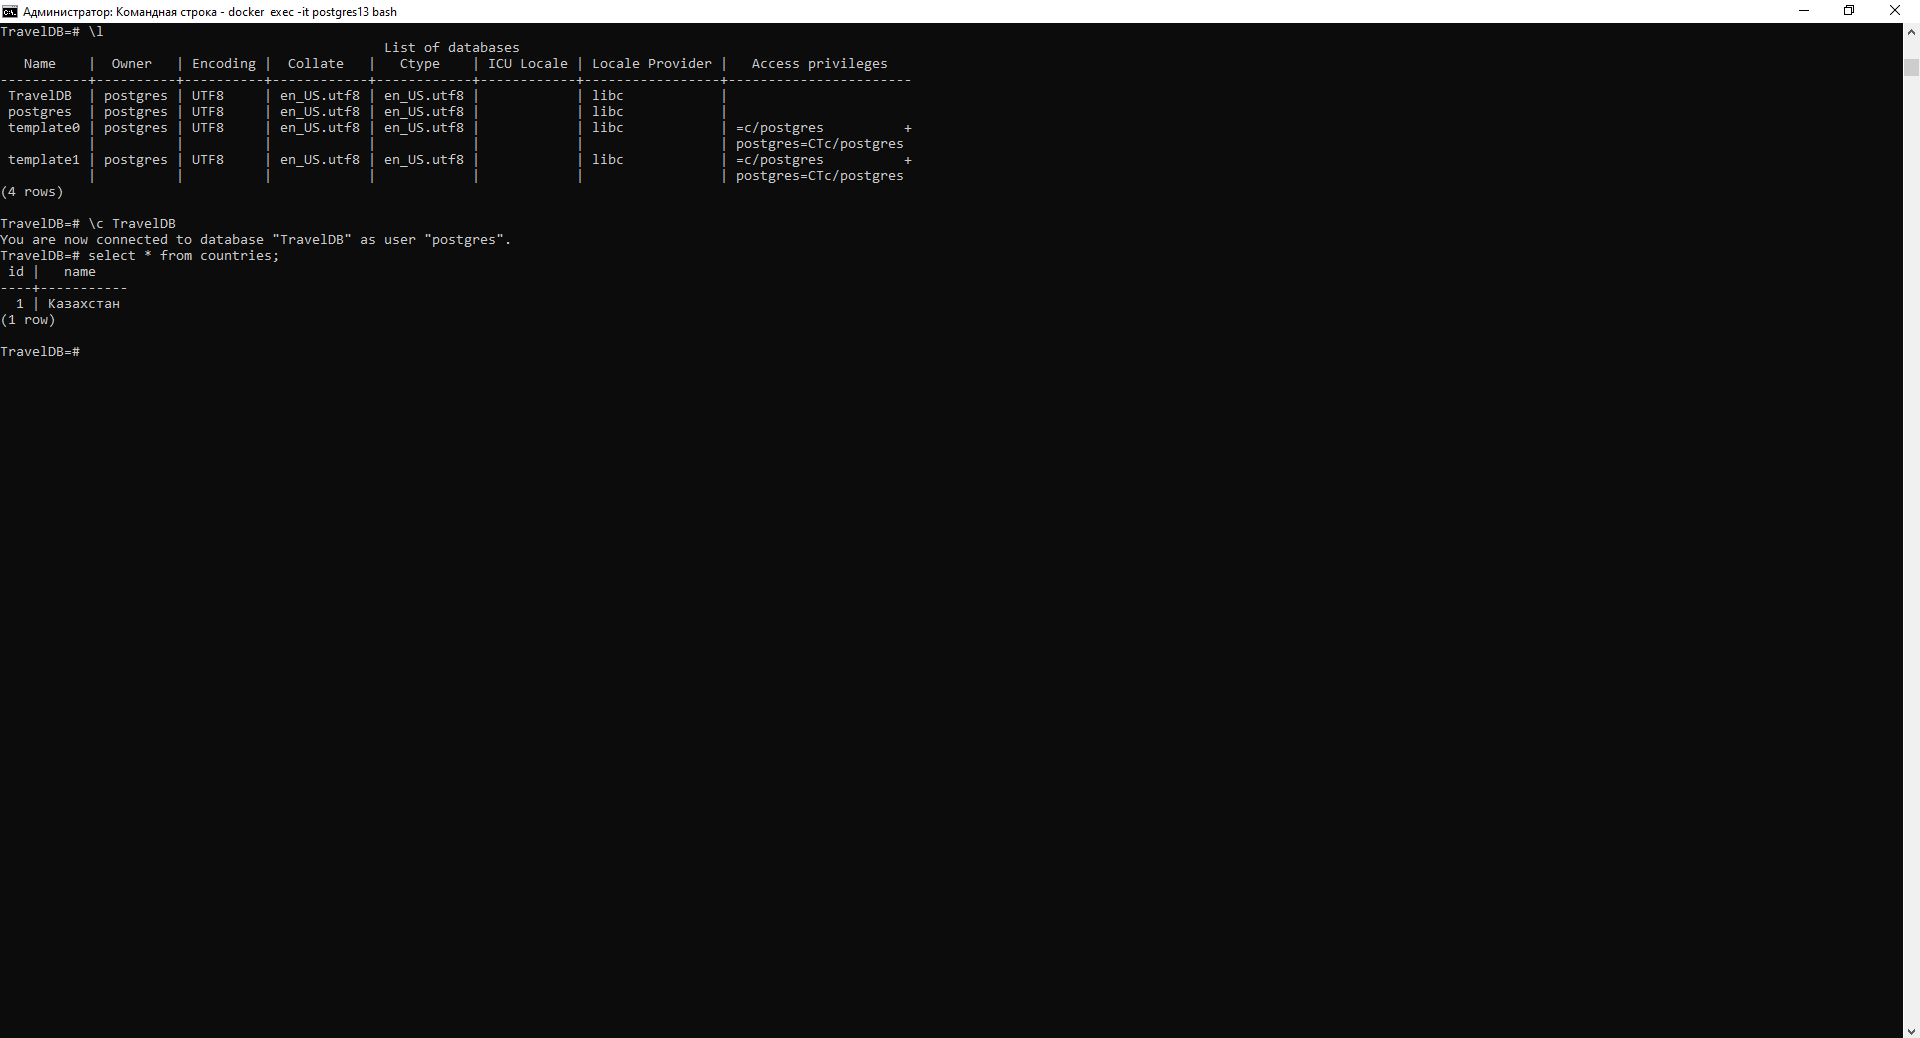 Администратор: Командная строка - docker  exec -it postgres13 bash
TravelDB=# \l
                                                List of databases
   Name    |  Owner   | Encoding |  Collate   |   Ctype    | ICU Locale | Locale Provider |   Access privileges
-----------+----------+----------+------------+------------+------------+-----------------+-----------------------
 TravelDB  | postgres | UTF8     | en_US.utf8 | en_US.utf8 |            | libc            |
 postgres  | postgres | UTF8     | en_US.utf8 | en_US.utf8 |            | libc            |
 template0 | postgres | UTF8     | en_US.utf8 | en_US.utf8 |            | libc            | =c/postgres          +
           |          |          |            |            |            |                 | postgres=CTc/postgres
 template1 | postgres | UTF8     | en_US.utf8 | en_US.utf8 |            | libc            | =c/postgres          +
           |          |          |            |            |            |                 | postgres=CTc/postgres
(4 rows)
TravelDB=# \c TravelDB
You are now connected to database "TravelDB" as user "postgres".
TravelDB=# select * from countries;
 id |   name
----+-----------
  1 | Казахстан
(1 row)
TravelDB=#